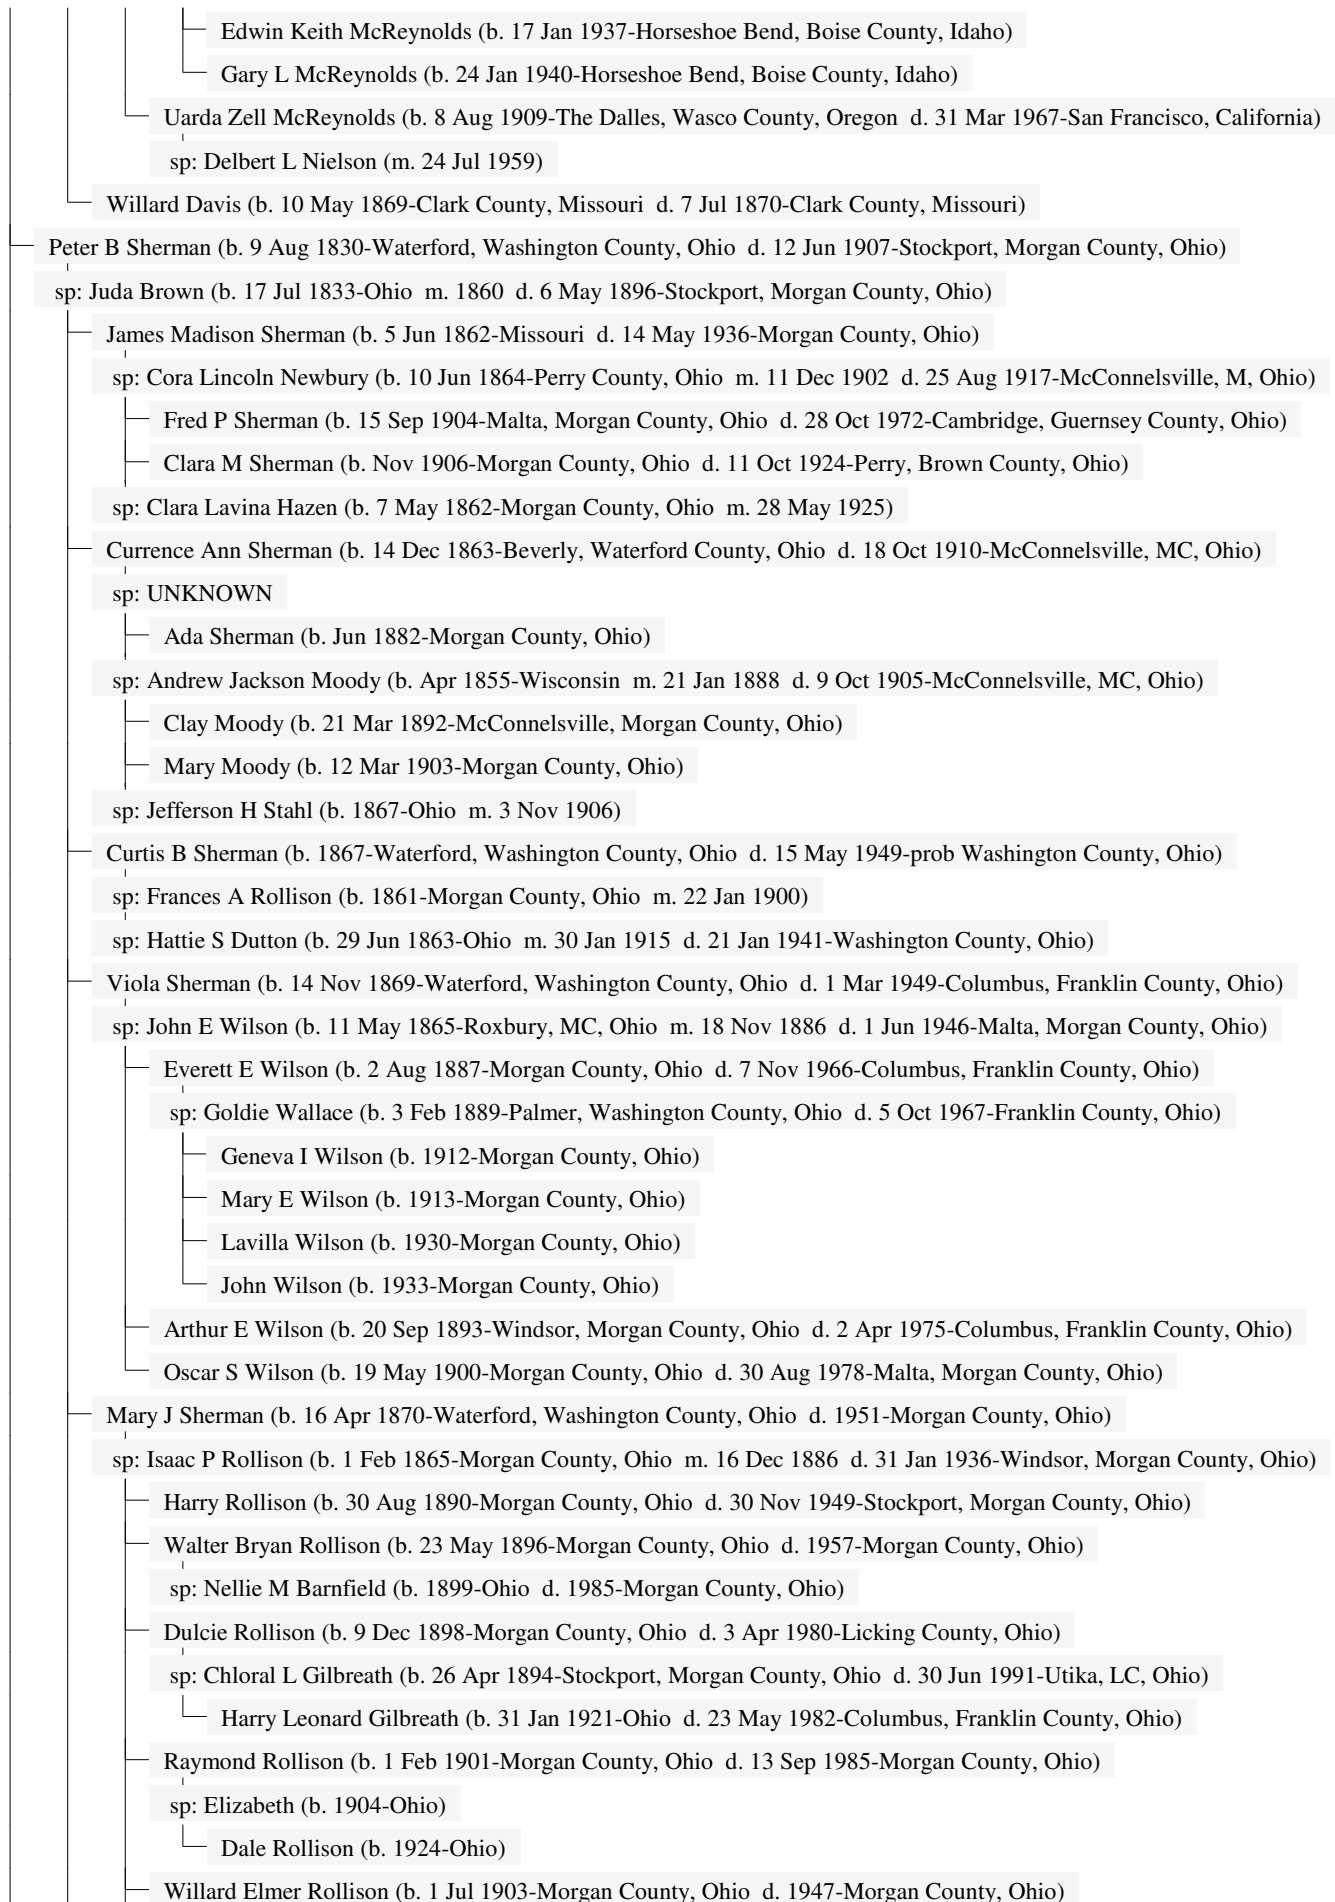 Edwin Keith McReynolds (b. 17 Jan 1937-Horseshoe Bend, Boise County, Idaho)
Gary L McReynolds (b. 24 Jan 1940-Horseshoe Bend, Boise County, Idaho)
Uarda Zell McReynolds (b. 8 Aug 1909-The Dalles, Wasco County, Oregon d. 31 Mar 1967-San Francisco, California)
sp: Delbert L Nielson (m. 24 Jul 1959)
Willard Davis (b. 10 May 1869-Clark County, Missouri d. 7 Jul 1870-Clark County, Missouri)
Peter B Sherman (b. 9 Aug 1830-Waterford, Washington County, Ohio d. 12 Jun 1907-Stockport, Morgan County, Ohio)
sp: Juda Brown (b. 17 Jul 1833-Ohio m. 1860 d. 6 May 1896-Stockport, Morgan County, Ohio)
James Madison Sherman (b. 5 Jun 1862-Missouri d. 14 May 1936-Morgan County, Ohio)
sp: Cora Lincoln Newbury (b. 10 Jun 1864-Perry County, Ohio m. 11 Dec 1902 d. 25 Aug 1917-McConnelsville, M, Ohio)
Fred P Sherman (b. 15 Sep 1904-Malta, Morgan County, Ohio d. 28 Oct 1972-Cambridge, Guernsey County, Ohio)
Clara M Sherman (b. Nov 1906-Morgan County, Ohio d. 11 Oct 1924-Perry, Brown County, Ohio)
sp: Clara Lavina Hazen (b. 7 May 1862-Morgan County, Ohio m. 28 May 1925)
Currence Ann Sherman (b. 14 Dec 1863-Beverly, Waterford County, Ohio d. 18 Oct 1910-McConnelsville, MC, Ohio)
sp: UNKNOWN
Ada Sherman (b. Jun 1882-Morgan County, Ohio)
sp: Andrew Jackson Moody (b. Apr 1855-Wisconsin m. 21 Jan 1888 d. 9 Oct 1905-McConnelsville, MC, Ohio)
Clay Moody (b. 21 Mar 1892-McConnelsville, Morgan County, Ohio)
Mary Moody (b. 12 Mar 1903-Morgan County, Ohio)
sp: Jefferson H Stahl (b. 1867-Ohio m. 3 Nov 1906)
Curtis B Sherman (b. 1867-Waterford, Washington County, Ohio d. 15 May 1949-prob Washington County, Ohio)
sp: Frances A Rollison (b. 1861-Morgan County, Ohio m. 22 Jan 1900)
sp: Hattie S Dutton (b. 29 Jun 1863-Ohio m. 30 Jan 1915 d. 21 Jan 1941-Washington County, Ohio)
Viola Sherman (b. 14 Nov 1869-Waterford, Washington County, Ohio d. 1 Mar 1949-Columbus, Franklin County, Ohio)
sp: John E Wilson (b. 11 May 1865-Roxbury, MC, Ohio m. 18 Nov 1886 d. 1 Jun 1946-Malta, Morgan County, Ohio)
Everett E Wilson (b. 2 Aug 1887-Morgan County, Ohio d. 7 Nov 1966-Columbus, Franklin County, Ohio)
sp: Goldie Wallace (b. 3 Feb 1889-Palmer, Washington County, Ohio d. 5 Oct 1967-Franklin County, Ohio)
Geneva I Wilson (b. 1912-Morgan County, Ohio)
Mary E Wilson (b. 1913-Morgan County, Ohio)
Lavilla Wilson (b. 1930-Morgan County, Ohio)
John Wilson (b. 1933-Morgan County, Ohio)
Arthur E Wilson (b. 20 Sep 1893-Windsor, Morgan County, Ohio d. 2 Apr 1975-Columbus, Franklin County, Ohio)
Oscar S Wilson (b. 19 May 1900-Morgan County, Ohio d. 30 Aug 1978-Malta, Morgan County, Ohio)
Mary J Sherman (b. 16 Apr 1870-Waterford, Washington County, Ohio d. 1951-Morgan County, Ohio)
sp: Isaac P Rollison (b. 1 Feb 1865-Morgan County, Ohio m. 16 Dec 1886 d. 31 Jan 1936-Windsor, Morgan County, Ohio)
Harry Rollison (b. 30 Aug 1890-Morgan County, Ohio d. 30 Nov 1949-Stockport, Morgan County, Ohio)
Walter Bryan Rollison (b. 23 May 1896-Morgan County, Ohio d. 1957-Morgan County, Ohio)
sp: Nellie M Barnfield (b. 1899-Ohio d. 1985-Morgan County, Ohio)
Dulcie Rollison (b. 9 Dec 1898-Morgan County, Ohio d. 3 Apr 1980-Licking County, Ohio)
sp: Chloral L Gilbreath (b. 26 Apr 1894-Stockport, Morgan County, Ohio d. 30 Jun 1991-Utika, LC, Ohio)
Harry Leonard Gilbreath (b. 31 Jan 1921-Ohio d. 23 May 1982-Columbus, Franklin County, Ohio)
Raymond Rollison (b. 1 Feb 1901-Morgan County, Ohio d. 13 Sep 1985-Morgan County, Ohio)
sp: Elizabeth (b. 1904-Ohio)
Dale Rollison (b. 1924-Ohio)
Willard Elmer Rollison (b. 1 Jul 1903-Morgan County, Ohio d. 1947-Morgan County, Ohio)